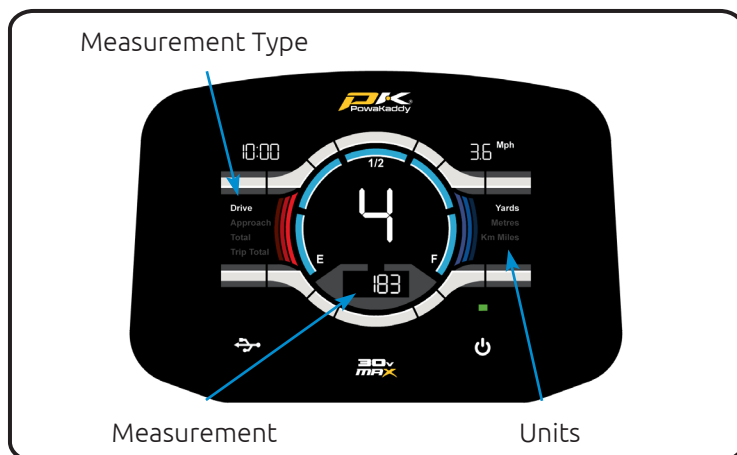 Measurement Type
PK
PowaKaddy
10:00
1/2
3.6 Mph
Drive
Approach
Total
Trip Total
4
Yards
Metres
Km Miles
E
F
183
30v
MAX
Measurement
Units